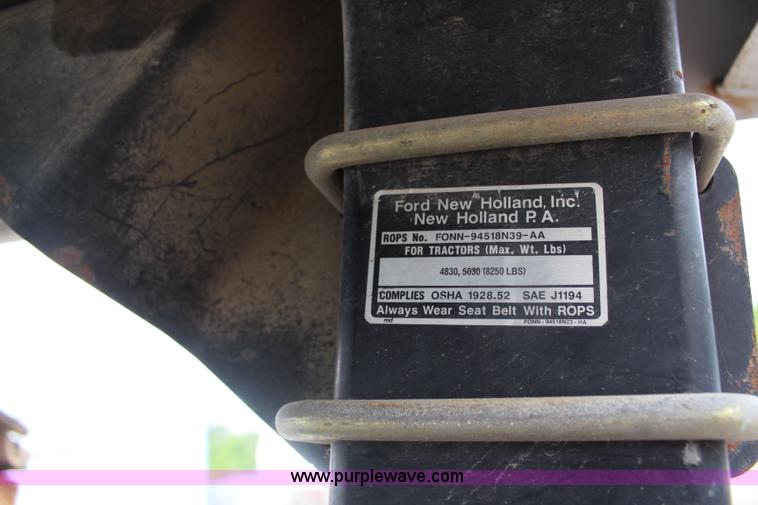 Ford New Holland, Inc.
New Holland P.A.
ROPS No. FONN-94518N39-AA
FOR TRACTORS (Max. Wt. Lbs)
4830, 5030 (8250 LBS)
COMPLIES OSHA 1928.52 SAE J1194
Always Wear Seat Belt With ROPS
md FONN-94518N23-HA
www.purplewave.com